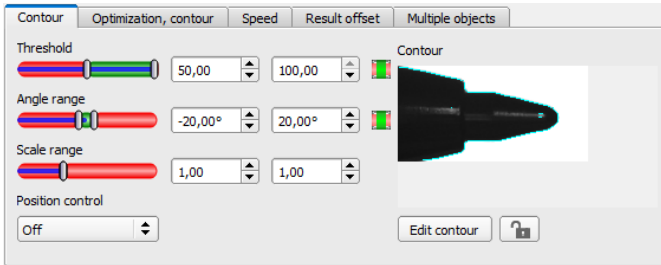 Contour Optimization, contour Speed Result offset Multiple objects
Threshold
50,00 100,00
Contour
Angle range
-20,00° 20,00°
Scale range
1,00 1,00
Position control
Off
Edit contour